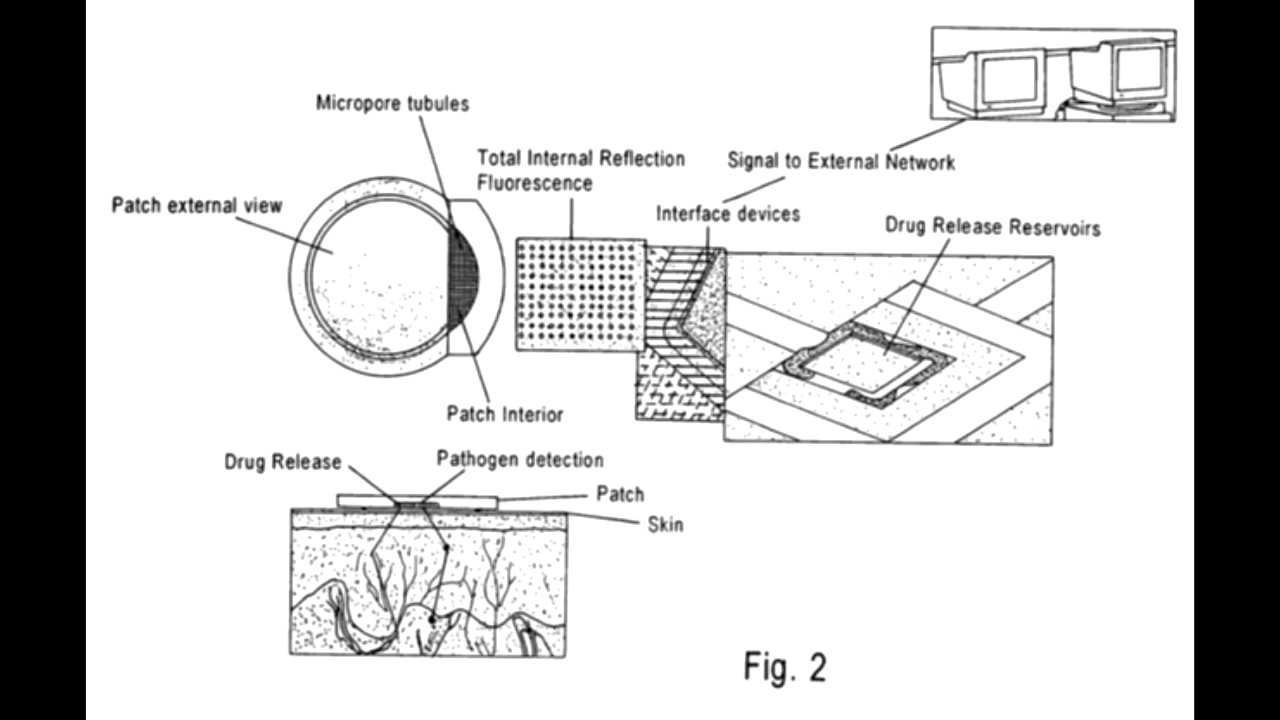 Micropore tubules
Total Internal Reflection
Fluorescence
Signal to External Network
Patch external view
Interface devices
Drug Release Reservoirs
Patch Interior
Drug Release
Pathogen detection
Patch
Skin
Fig. 2